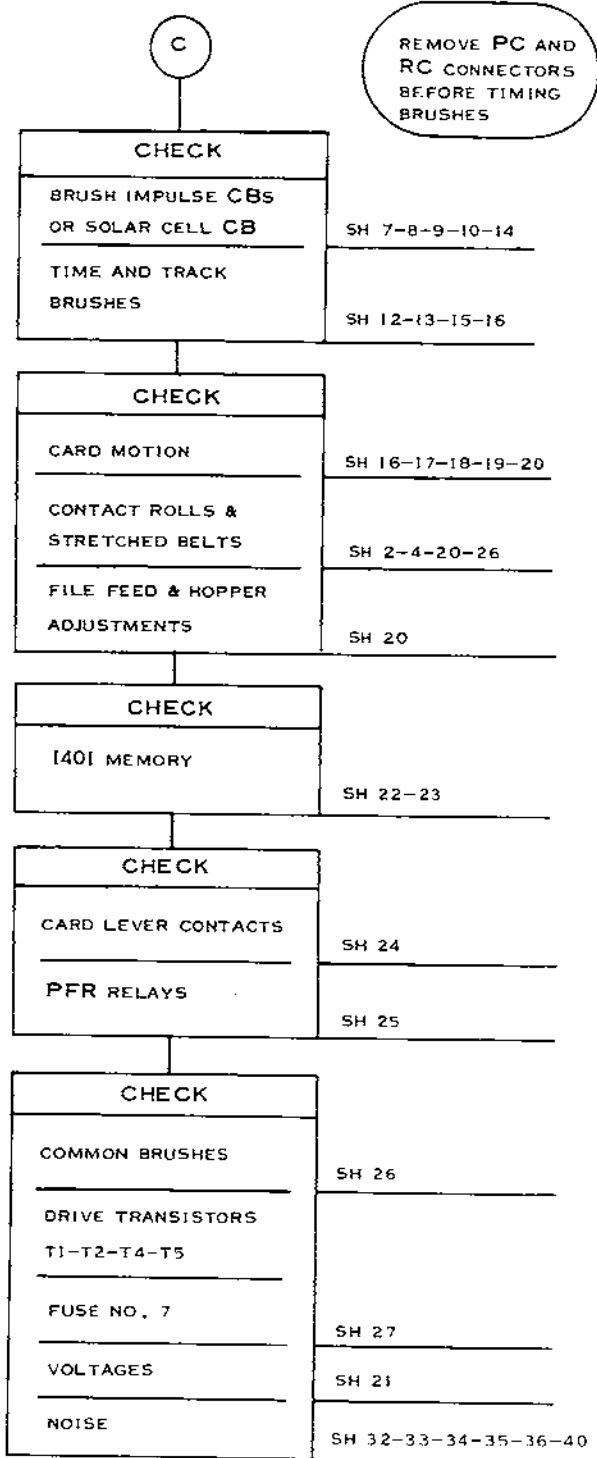 C
REMOVE PC AND
RC CONNECTORS
BEFORE TIMING
BRUSHES
CHECK
BRUSH IMPULSE CBs
OR SOLAR CELL CB
SH 7-8-9-10-14
TIME AND TRACK
BRUSHES
SH 12-13-15-16
CHECK
CARD MOTION
SH 16-17-18-19-20
CONTACT ROLLS &
STRETCHED BELTS
SH 2-4-20-26
FILE FEED & HOPPER
ADJUSTMENTS
SH 20
CHECK
1401 MEMORY
SH 22-23
CHECK
CARD LEVER CONTACTS
SH 24
PFR RELAYS
SH 25
CHECK
COMMON BRUSHES
SH 26
DRIVE TRANSISTORS
T1-T2-T4-T5
FUSE NO. 7
SH 27
VOLTAGES
SH 21
NOISE
SH 32-33-34-35-36-40